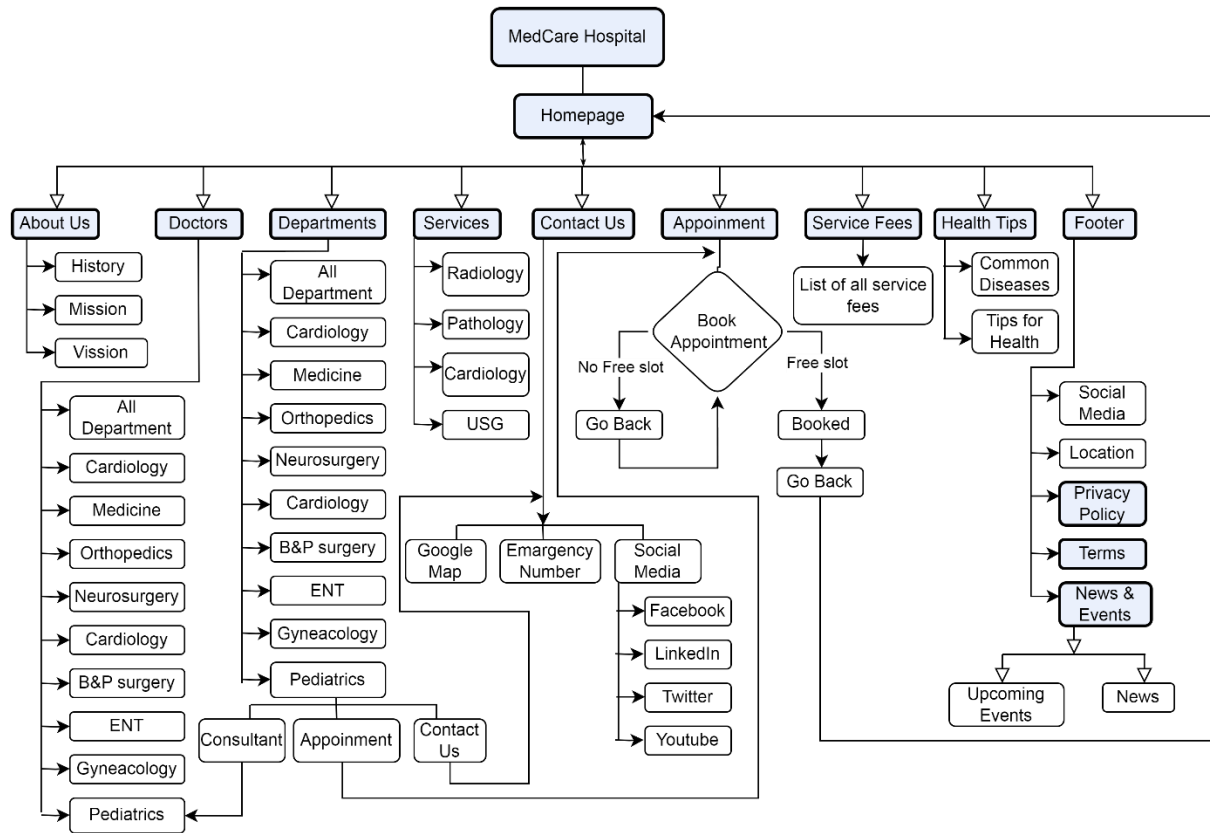 MedCare Hospital
Homepage
About Us
Doctors
Departments
Services
Contact Us
Appoinment
Service Fees
Health Tips
Footer
History
Mission
Vission
All
Department
Cardiology
Medicine
Orthopedics
Neurosurgery
Cardiology
B&P surgery
ENT
Gyneacology
Pediatrics
All
Department
Cardiology
Medicine
Orthopedics
Neurosurgery
Cardiology
B&P surgery
ENT
Gyneacology
Pediatrics
Consultant
Appoinment
Contact
Us
Radiology
Pathology
Cardiology
USG
Google
Map
Emargency
Number
Social
Media
Facebook
LinkedIn
Twitter
Youtube
Book
Appointment
No Free slot
Free slot
Go Back
Booked
Go Back
List of all service
fees
Common
Diseases
Tips for
Health
Social
Media
Location
Privacy
Policy
Terms
News &
Events
Upcoming
Events
News